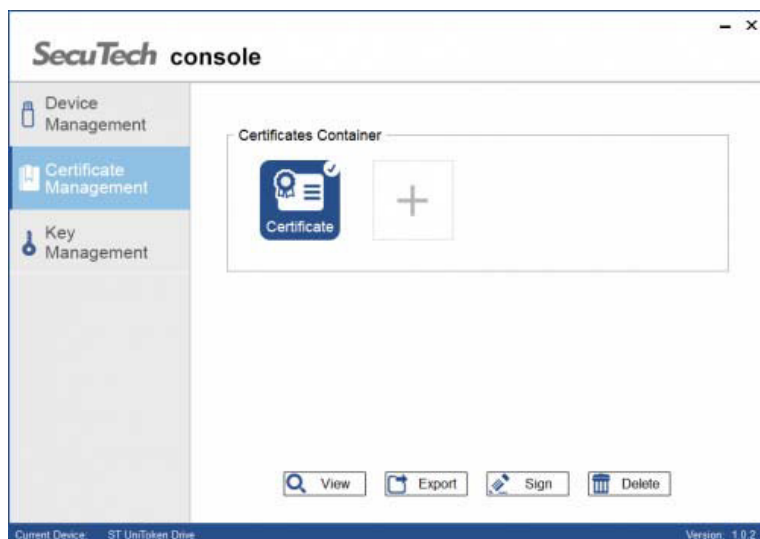 SecuTech console
Device
Management
Certificate
Management
Key
Management
Certificates Container
Certificate
View
Export
Sign
Delete
Current Device: ST UniToken Drive
Version: 1.0.2